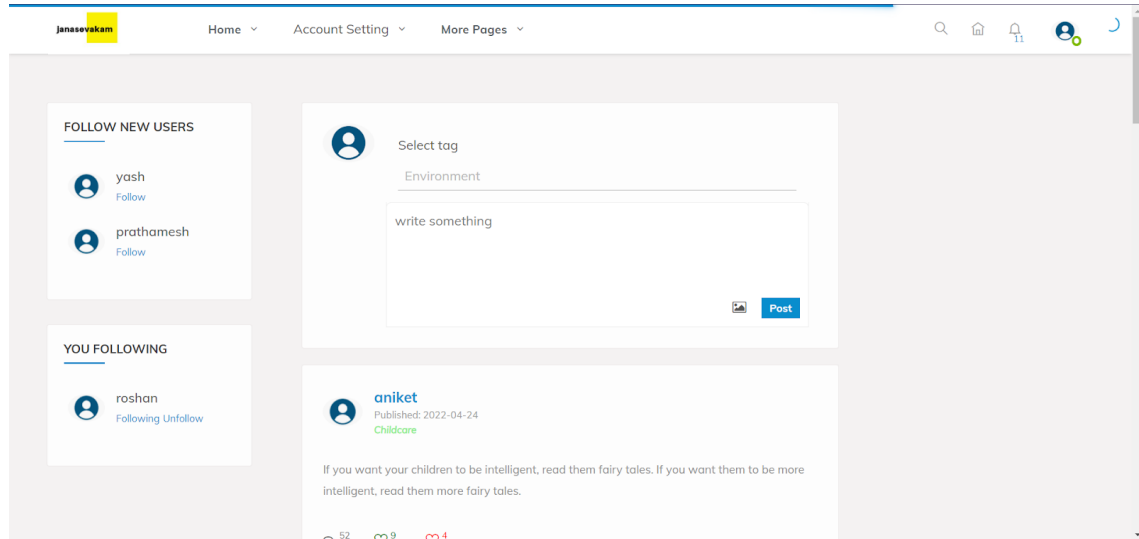 Janasevakam
Home
Account Setting
More Pages
11
FOLLOW NEW USERS
yash
Follow
prathamesh
Follow
YOU FOLLOWING
roshan
Following Unfollow
Select tag
Environment
write something
Post
aniket
Published: 2022-04-24
Childcare
If you want your children to be intelligent, read them fairy tales. If you want them to be more
intelligent, read them more fairy tales.
52 9 4